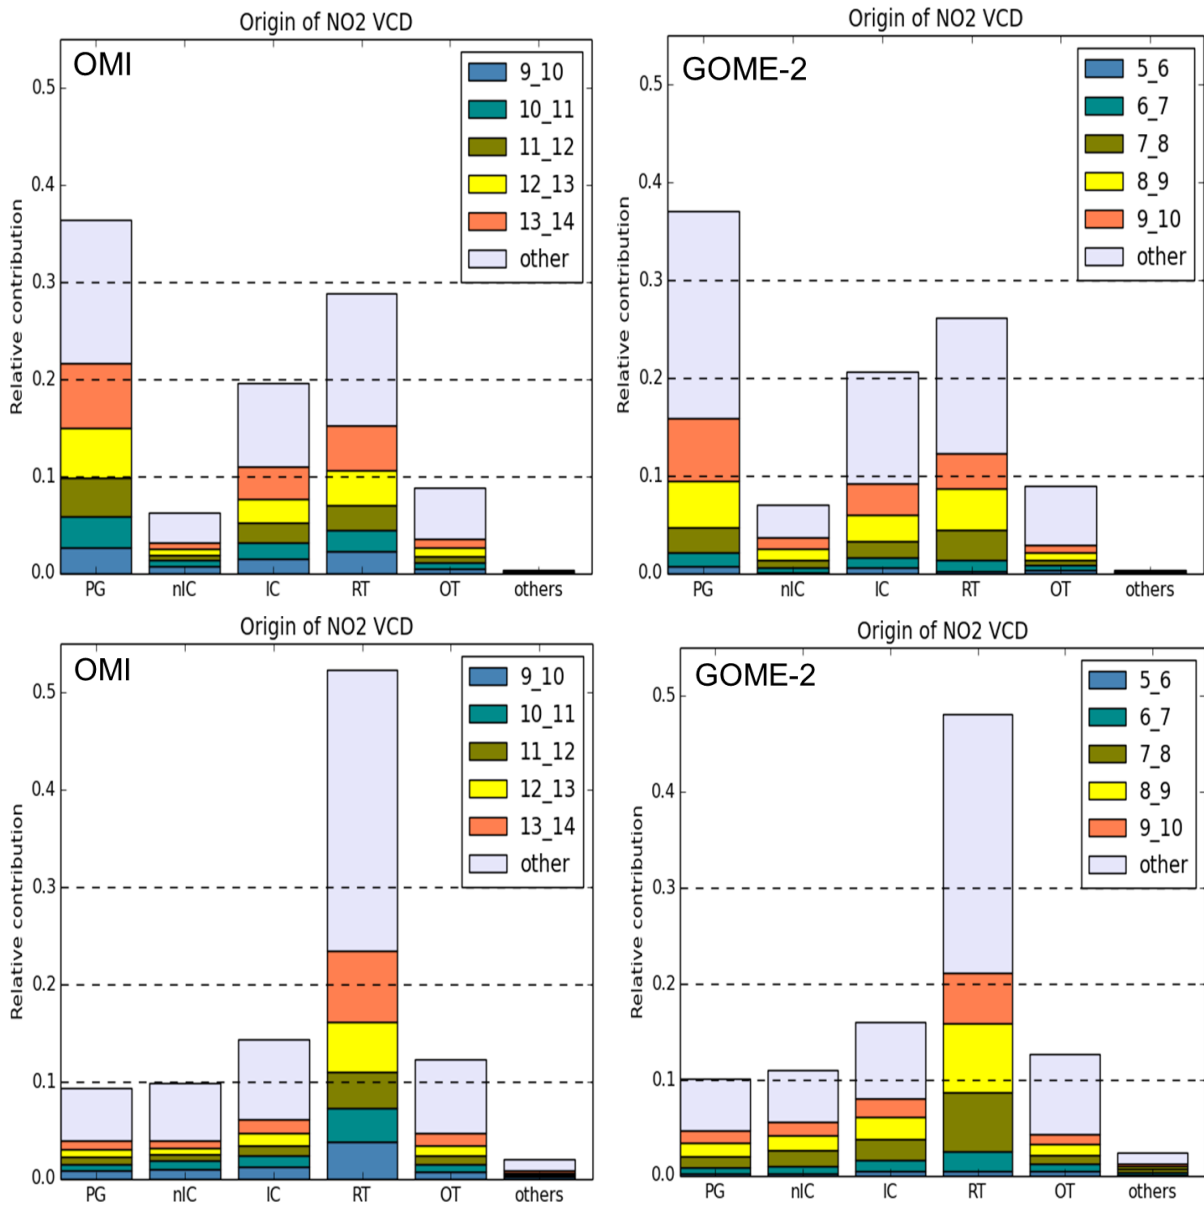 Origin of NO2 VCD
OMI
9_10
10_11
11_12
12_13
13_14
other
Relative contribution
0.5
0.4
0.3
0.2
0.1
0.0
PG nIC IC RT OT others
Origin of NO2 VCD
GOME-2
5_6
6_7
7_8
8_9
9_10
other
Relative contribution
0.5
0.4
0.3
0.2
0.1
0.0
PG nIC IC RT OT others
Origin of NO2 VCD
OMI
9_10
10_11
11_12
12_13
13_14
other
Relative contribution
0.5
0.4
0.3
0.2
0.1
0.0
PG nIC IC RT OT others
Origin of NO2 VCD
GOME-2
5_6
6_7
7_8
8_9
9_10
other
Relative contribution
0.5
0.4
0.3
0.2
0.1
0.0
PG nIC IC RT OT others